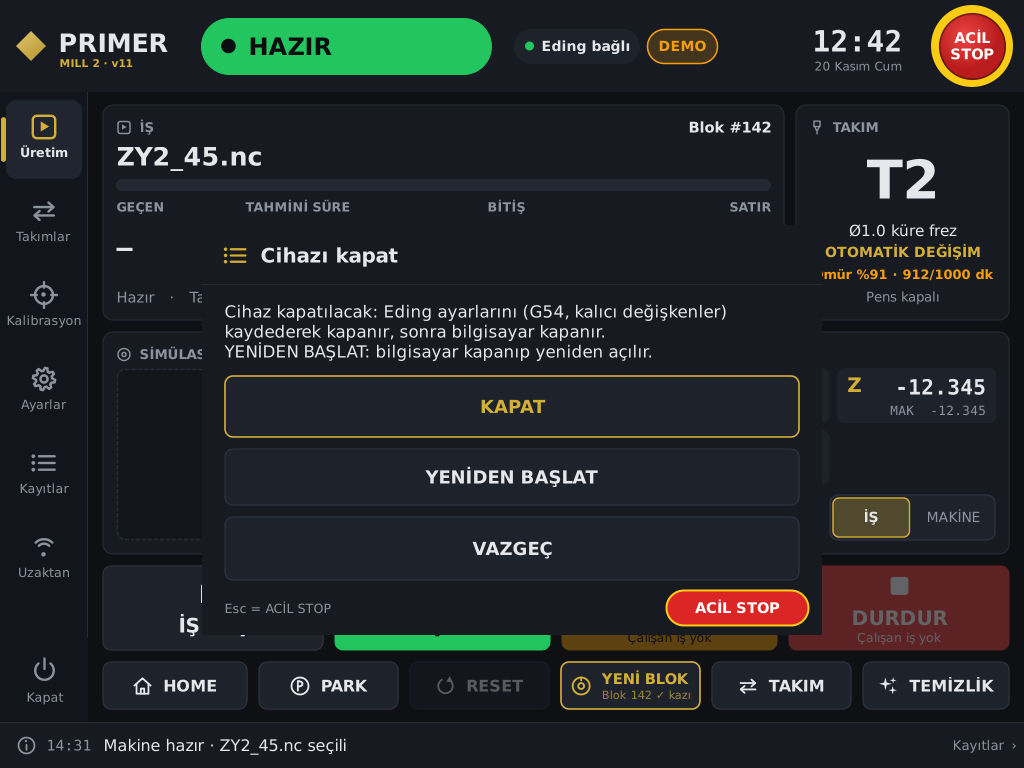 PRIMER
MILL 2 · v11
HAZIR
Eding bağlı
DEMO
12:42
20 Kasım Cum
ACİL
STOP
Üretim
Takımlar
Kalibrasyon
Ayarlar
Kayıtlar
Uzaktan
Kapat
İŞ
Blok #142
ZY2_45.nc
GEÇEN
TAHMİNİ SÜRE
BİTİŞ
SATIR
–
Hazır ·
TAKIM
T2
Ø1.0 küre frez
OTOMATİK DEĞİŞİM
%91 · 912/1000 dk
Pens kapalı
Cihazı kapat
Cihaz kapatılacak: Eding ayarlarını (G54, kalıcı değişkenler)
kaydederek kapanır, sonra bilgisayar kapanır.
YENİDEN BAŞLAT: bilgisayar kapanıp yeniden açılır.
KAPAT
YENİDEN BAŞLAT
VAZGEÇ
Esc = ACİL STOP
ACİL STOP
Z
-12.345
MAK -12.345
İŞ
MAKİNE
İŞ
Çalışan iş yok
DURDUR
Çalışan iş yok
HOME
PARK
RESET
YENİ BLOK
Blok 142 ✓ kazı
TAKIM
TEMİZLİK
14:31
Makine hazır · ZY2_45.nc seçili
Kayıtlar ›